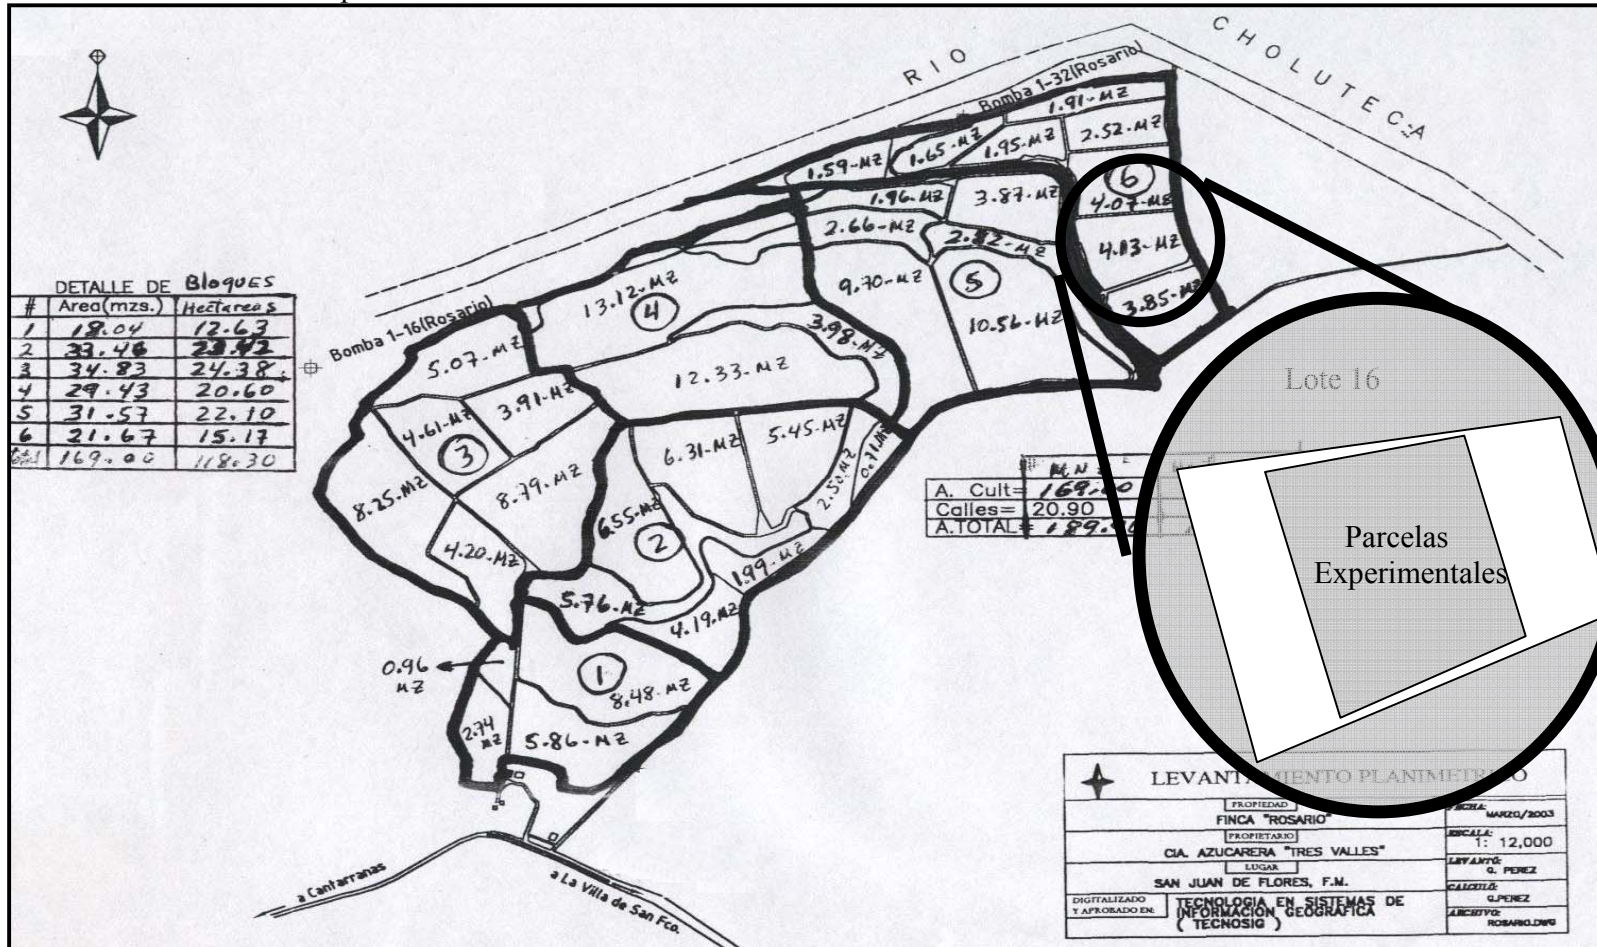 RIO CHOLUTECA
Bomba 1-32(Rosario)
1.91-MZ
2.52-MZ
1.95-MZ
1.65-MZ
1.59-MZ
6
4.07-MZ
1.96-MZ
3.87-MZ
2.66-MZ
4.13-MZ
3.85-MZ
9.70-MZ
5
10.56-MZ
13.12-MZ
4
3.98-MZ
12.33-MZ
Bomba 1-16(Rosario)
5.07-MZ
4.61-MZ
3.91-MZ
3
8.25-MZ
8.79-MZ
4.20-MZ
6.31-MZ
5.45-MZ
2.50-MZ
0.71-MZ
6.55-MZ
2
1.99-MZ
5.76-MZ
4.19-MZ
0.96
MZ
1
8.48-MZ
2.74
MZ
5.86-MZ
a Cantarranas
a La Villa de San Fco.
DETALLE DE Bloques
# Area(mzs.) Hectareas
1 18.04 12.63
2 33.46 23.42
3 34.83 24.38
4 29.43 20.60
5 31.57 22.10
6 21.67 15.17
Total 169.00 118.30
A. Cult= 169.00
Calles= 20.90
A.TOTAL=
Lote 16
Parcelas
Experimentales
LEVANTAMIENTO PLANIMETRICO
PROPIEDAD
FINCA "ROSARIO"
PROPIETARIO
CIA. AZUCARERA "TRES VALLES"
LUGAR
SAN JUAN DE FLORES, F.M.
DIGITALIZADO
Y APROBADO EN:
TECNOLOGIA EN SISTEMAS DE
INFORMACION GEOGRAFICA
( TECNOSIG )
FECHA:
MARZO/2003
ESCALA:
1: 12,000
LEVANTÓ:
G. PEREZ
CALCULÓ:
G.PEREZ
ARCHIVO:
ROSARIO.DWG